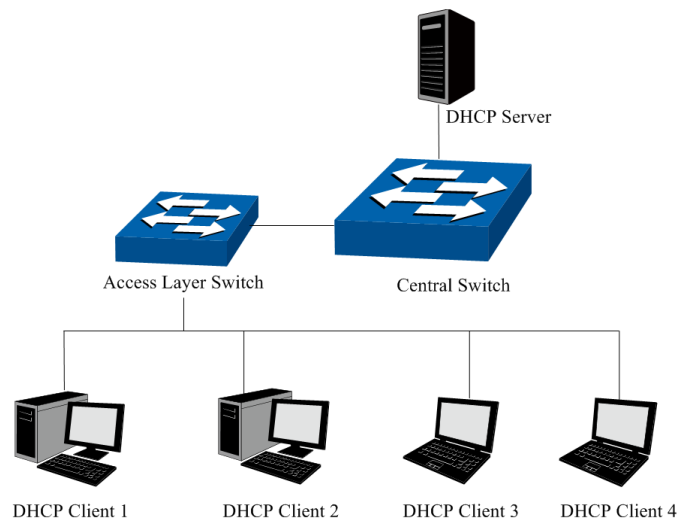 DHCP Server
Access Layer Switch
Central Switch
DHCP Client 1
DHCP Client 2
DHCP Client 3
DHCP Client 4